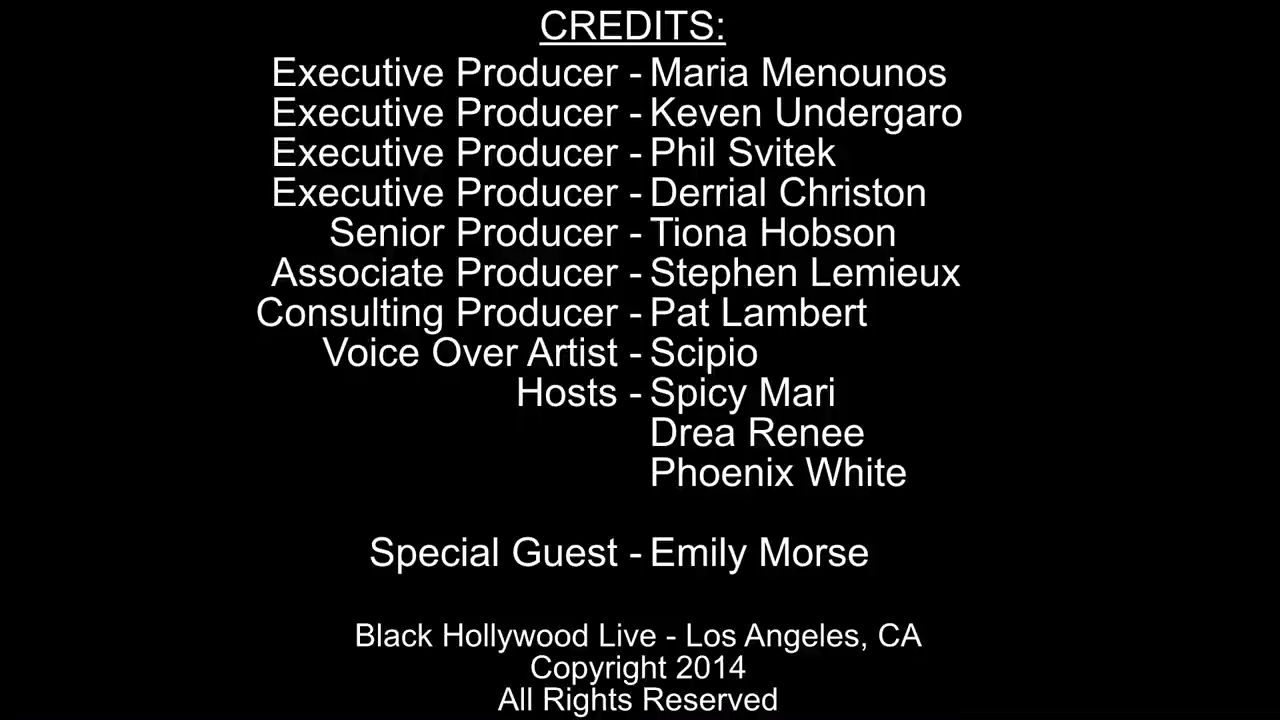 CREDITS:
Executive Producer - Maria Menounos
Executive Producer - Keven Undergaro
Executive Producer - Phil Svitek
Executive Producer - Derrial Christon
Senior Producer - Tiona Hobson
Associate Producer - Stephen Lemieux
Consulting Producer - Pat Lambert
Voice Over Artist - Scipio
Hosts - Spicy Mari
Drea Renee
Phoenix White
Special Guest - Emily Morse
Black Hollywood Live - Los Angeles, CA
Copyright 2014
All Rights Reserved